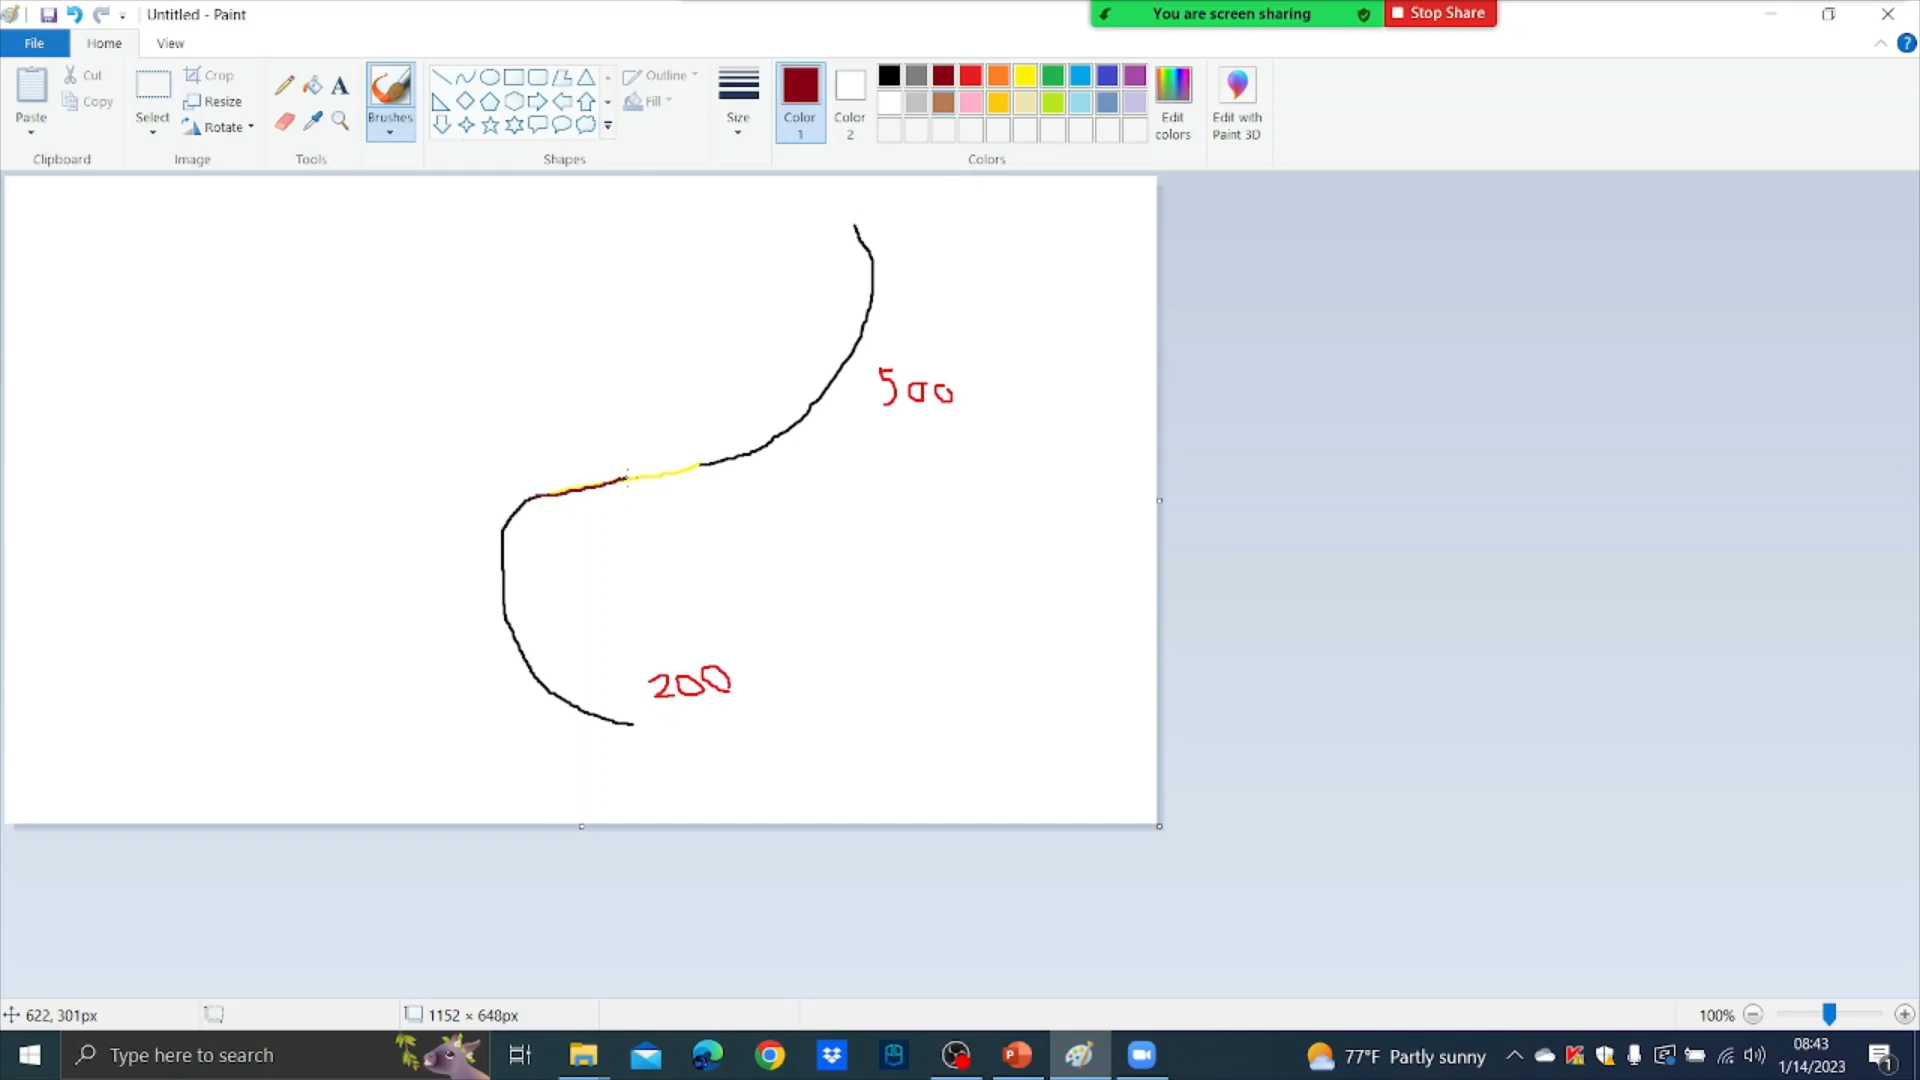 Untitled - Paint
You are screen sharing
Stop Share
File
Home
View
Paste
Cut
Copy
Clipboard
Select
Crop
Resize
Rotate
Image
A
Tools
Brushes
Outline
Fill
Shapes
Size
Color
1
Color
2
Edit
colors
Colors
Edit with
Paint 3D
500
200
622, 301px
1152 × 648px
100%
Type here to search
77°F Partly sunny
08:43
1/14/2023
1